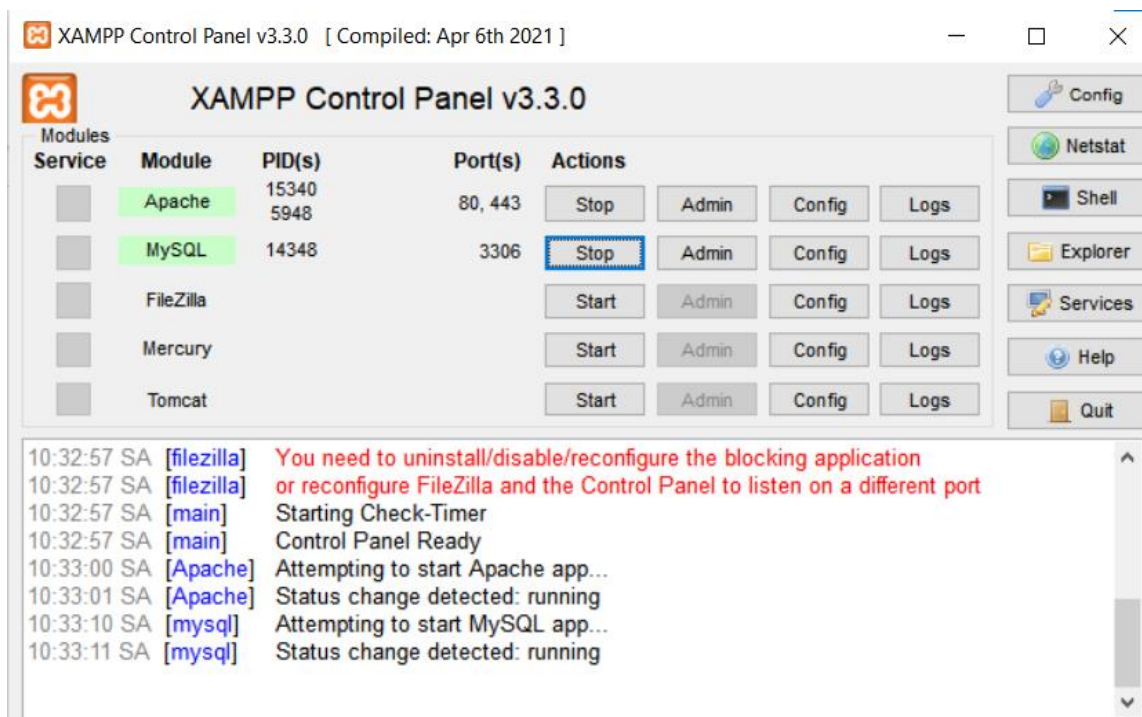 XAMPP Control Panel v3.3.0 [ Compiled: Apr 6th 2021 ]
XAMPP Control Panel v3.3.0
Config
Modules
Netstat
Service Module PID(s) Port(s) Actions
Apache 15340 5948 80, 443 Stop Admin Config Logs
Shell
MySQL 14348 3306 Stop Admin Config Logs
Explorer
FileZilla Start Admin Config Logs
Services
Mercury Start Admin Config Logs
Help
Tomcat Start Admin Config Logs
Quit
10:32:57 SA [filezilla] You need to uninstall/disable/reconfigure the blocking application
10:32:57 SA [filezilla] or reconfigure FileZilla and the Control Panel to listen on a different port
10:32:57 SA [main] Starting Check-Timer
10:32:57 SA [main] Control Panel Ready
10:33:00 SA [Apache] Attempting to start Apache app...
10:33:01 SA [Apache] Status change detected: running
10:33:10 SA [mysql] Attempting to start MySQL app...
10:33:11 SA [mysql] Status change detected: running